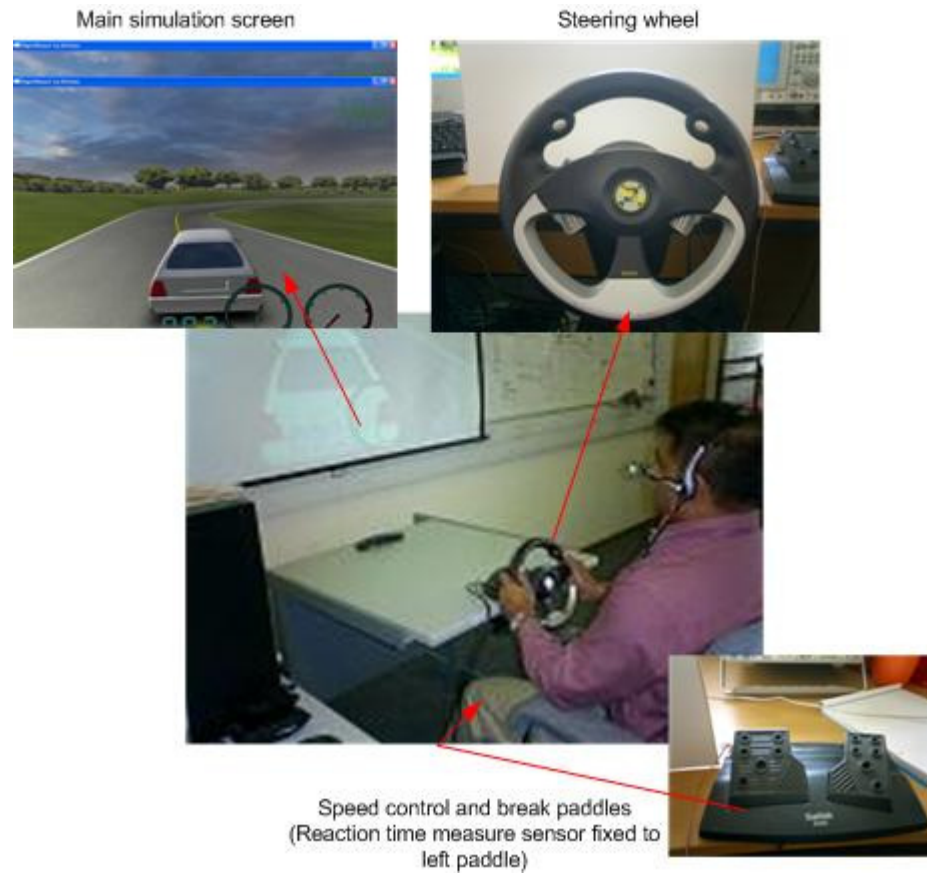 Main simulation screen
Steering wheel
Speed control and break paddles
(Reaction time measure sensor fixed to
left paddle)